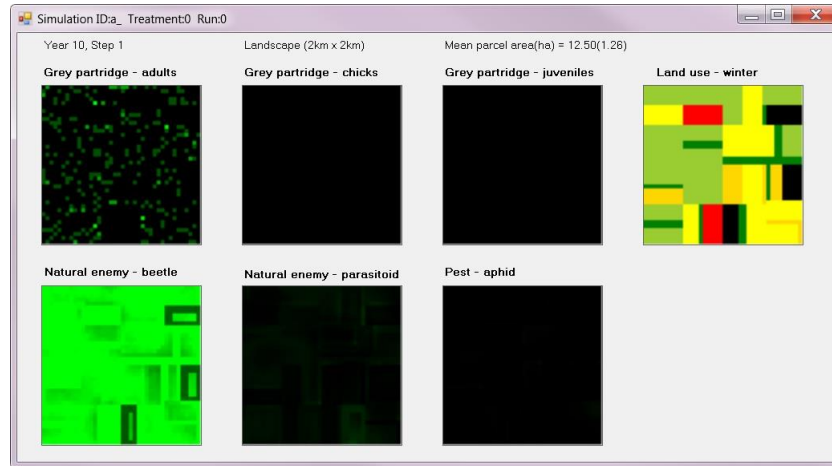 Simulation ID:a_ Treatment:0 Run:0
Year 10, Step 1 Landscape (2km x 2km) Mean parcel area(ha) = 12.50(1.26)
Grey partridge - adults Grey partridge - chicks Grey partridge - juveniles Land use - winter
Natural enemy - beetle Natural enemy - parasitoid Pest - aphid